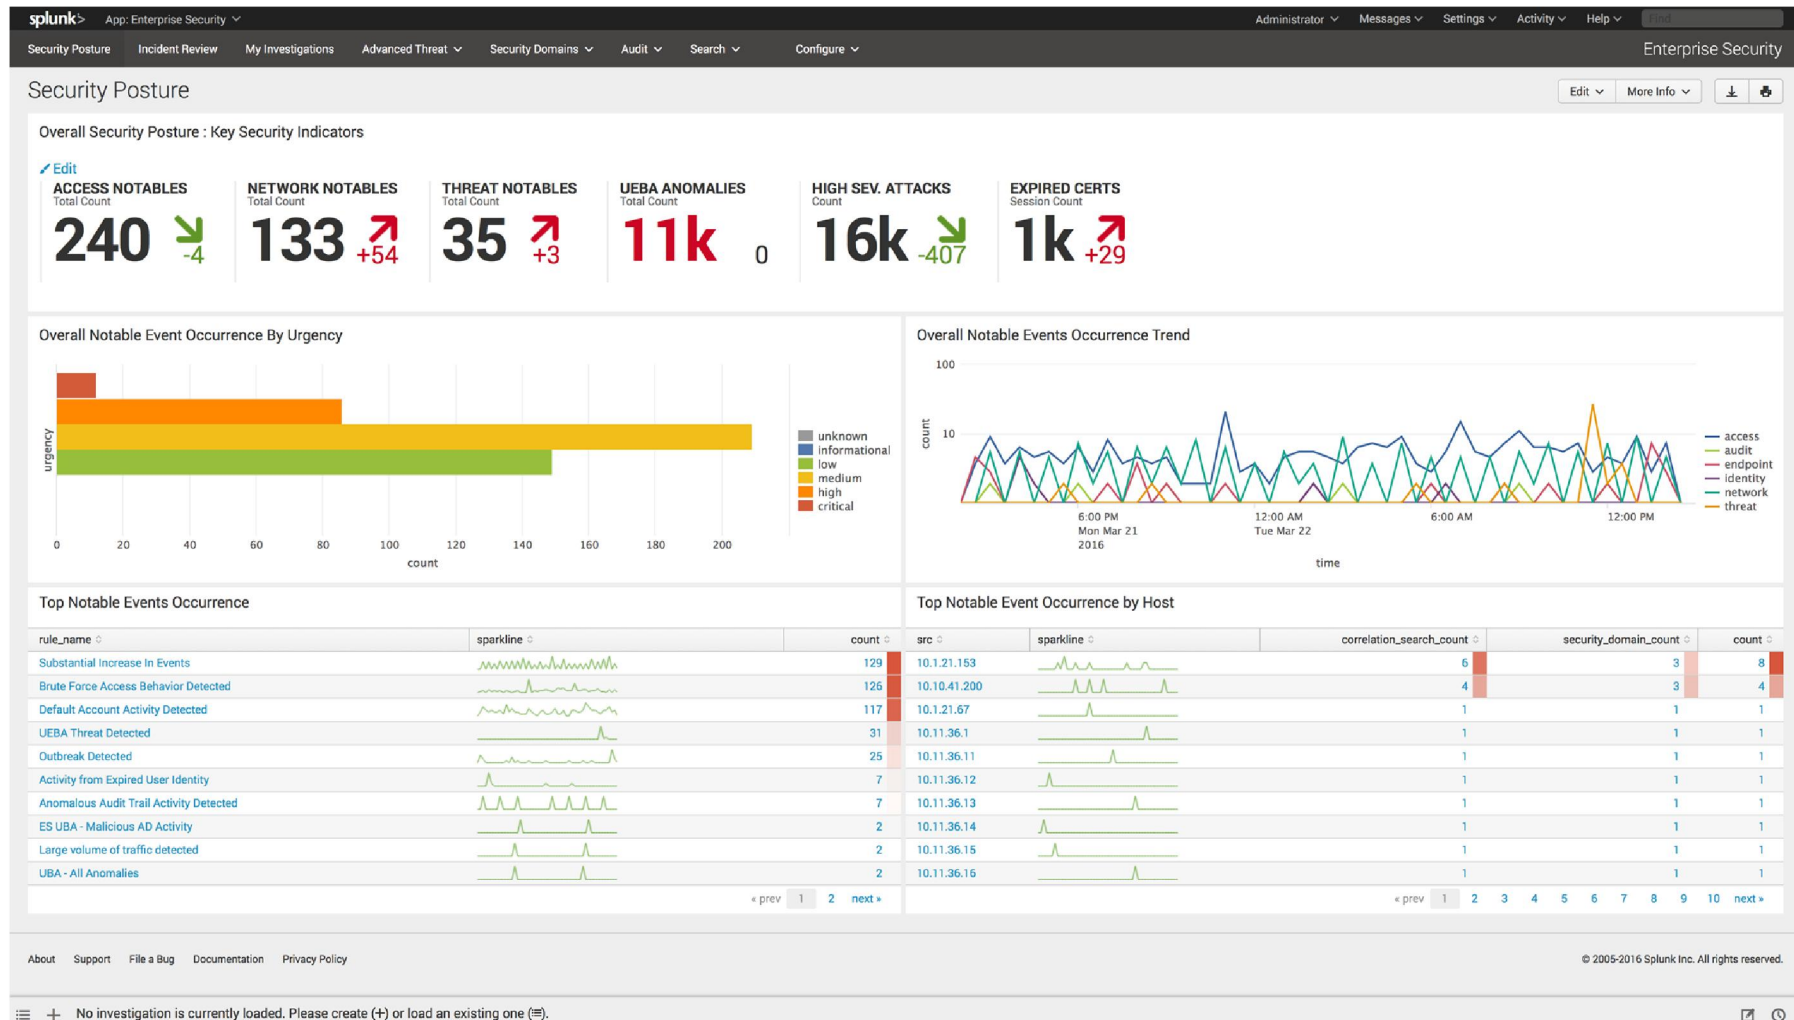 splunk> App: Enterprise Security Administrator Messages Settings Activity Help Find
Security Posture Incident Review My Investigations Advanced Threat Security Domains Audit Search Configure Enterprise Security
Security Posture Edit More Info
Overall Security Posture : Key Security Indicators
Edit
ACCESS NOTABLES NETWORK NOTABLES THREAT NOTABLES UEBA ANOMALIES HIGH SEV. ATTACKS EXPIRED CERTS
Total Count Total Count Total Count Total Count Count Session Count
240 -4 133 +54 35 +3 11k 0 16k -407 1k +29
Overall Notable Event Occurrence By Urgency
urgency
unknown
informational
low
medium
high
critical
0 20 40 60 80 100 120 140 160 180 200
count
Overall Notable Events Occurrence Trend
100
10
count
access
audit
endpoint
identity
network
threat
6:00 PM 12:00 AM 6:00 AM 12:00 PM
Mon Mar 21 Tue Mar 22
2016
time
Top Notable Events Occurrence
rule_name sparkline count
Substantial Increase In Events 129
Brute Force Access Behavior Detected 126
Default Account Activity Detected 117
UEBA Threat Detected 31
Outbreak Detected 25
Activity from Expired User Identity 7
Anomalous Audit Trail Activity Detected 7
ES UBA - Malicious AD Activity 2
Large volume of traffic detected 2
UBA - All Anomalies 2
« prev 1 2 next »
Top Notable Event Occurrence by Host
src sparkline correlation_search_count security_domain_count count
10.1.21.153 6 3 8
10.10.41.200 4 3 4
10.1.21.67 1 1 1
10.11.36.1 1 1 1
10.11.36.11 1 1 1
10.11.36.12 1 1 1
10.11.36.13 1 1 1
10.11.36.14 1 1 1
10.11.36.15 1 1 1
10.11.36.16 1 1 1
« prev 1 2 3 4 5 6 7 8 9 10 next »
About Support File a Bug Documentation Privacy Policy © 2005-2016 Splunk Inc. All rights reserved.
No investigation is currently loaded. Please create (+) or load an existing one (≡).